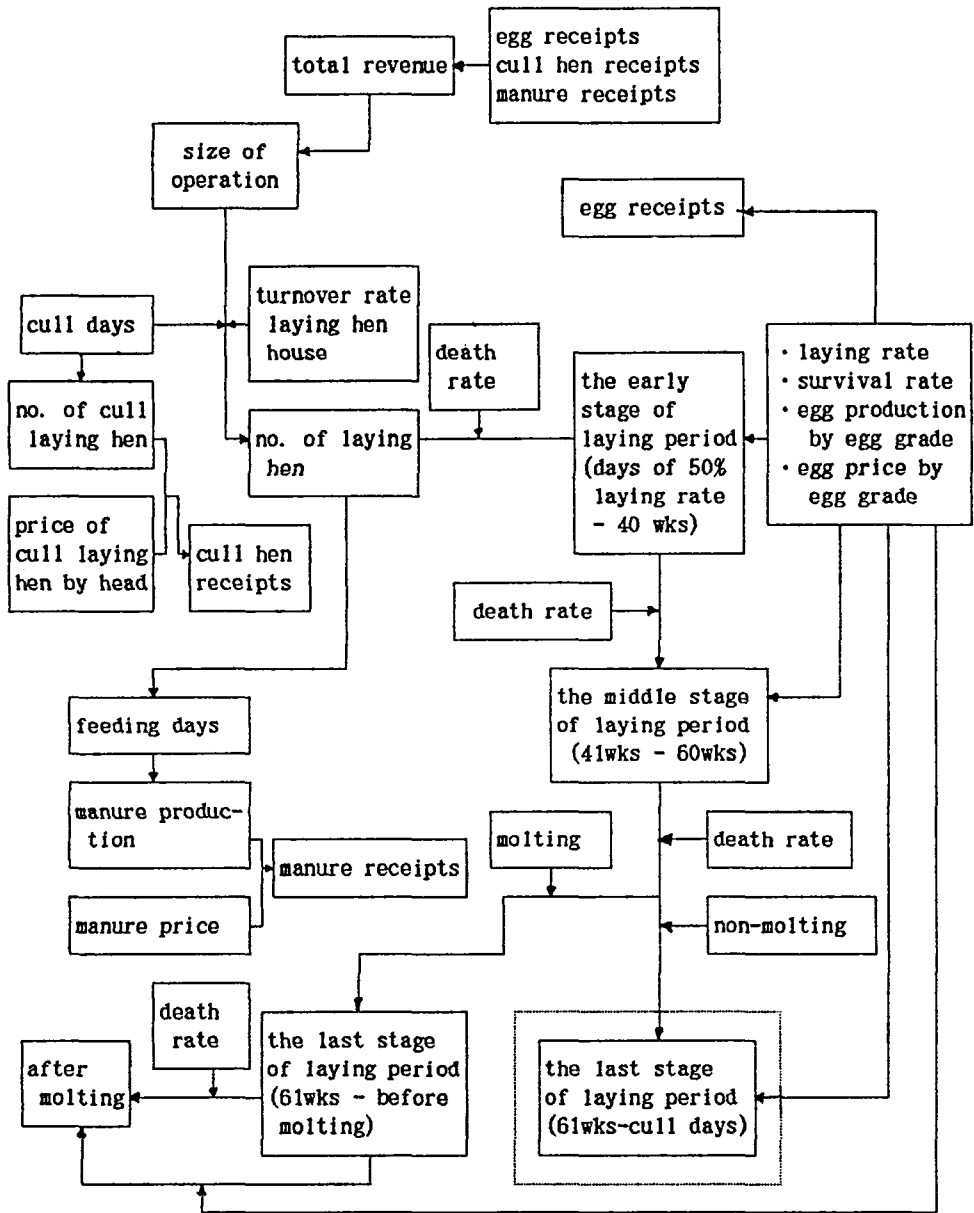 egg receipts
cull hen receipts
manure receipts
total revenue
size of
operation
egg receipts
turnover rate
laying hen
house
cull days
death
rate
the early
stage of
laying period
(days of 50%
laying rate
- 40 wks)
· laying rate
· survival rate
· egg production
by egg grade
· egg price by
egg grade
no. of cull
laying hen
no. of laying
hen
price of
cull laying
hen by head
cull hen
receipts
death rate
the middle stage
of laying period
(41wks - 60wks)
feeding days
manure produc-
tion
manure receipts
manure price
molting
death rate
non-molting
death
rate
after
molting
the last stage
of laying period
(61wks - before
molting)
the last stage
of laying period
(61wks-cull days)